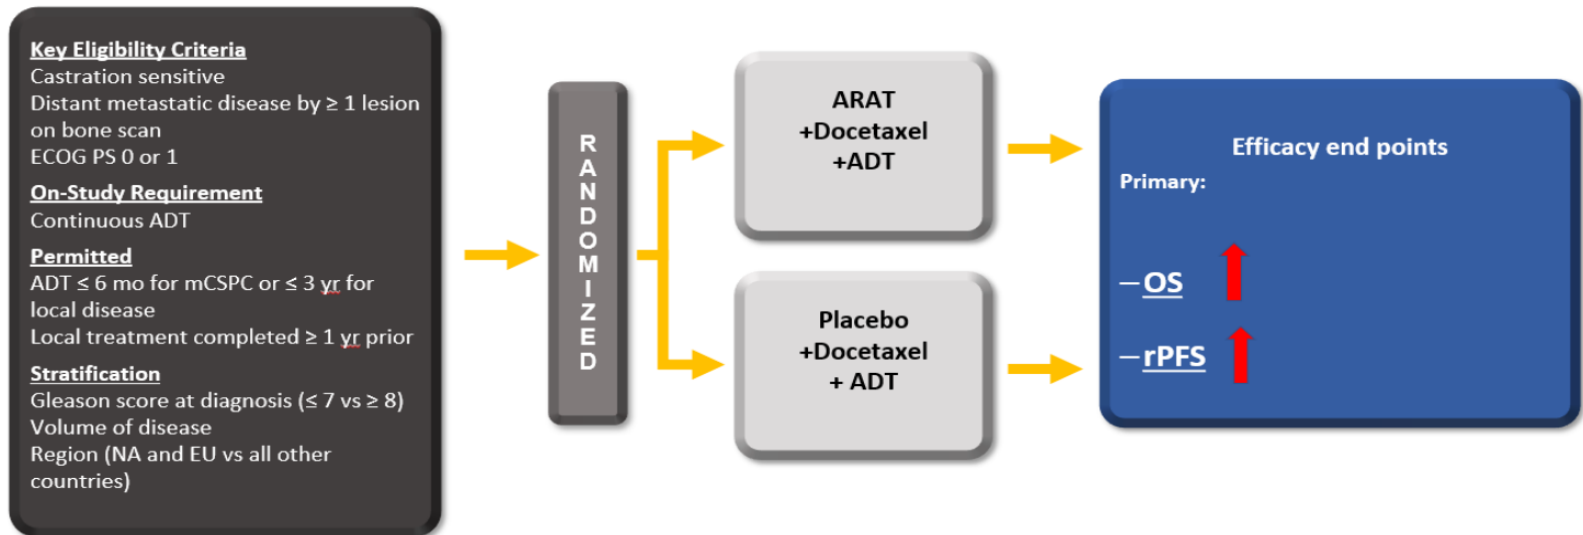 Key Eligibility Criteria
Castration sensitive
Distant metastatic disease by ≥ 1 lesion
on bone scan
ECOG PS 0 or 1
On-Study Requirement
Continuous ADT
Permitted
ADT ≤ 6 mo for mCSPC or ≤ 3 yr for
local disease
Local treatment completed ≥ 1 yr prior
Stratification
Gleason score at diagnosis (≤ 7 vs ≥ 8)
Volume of disease
Region (NA and EU vs all other
countries)
RANDOMIZED
ARAT
+Docetaxel
+ADT
Placebo
+Docetaxel
+ ADT
Efficacy end points
Primary:
–OS
–rPFS